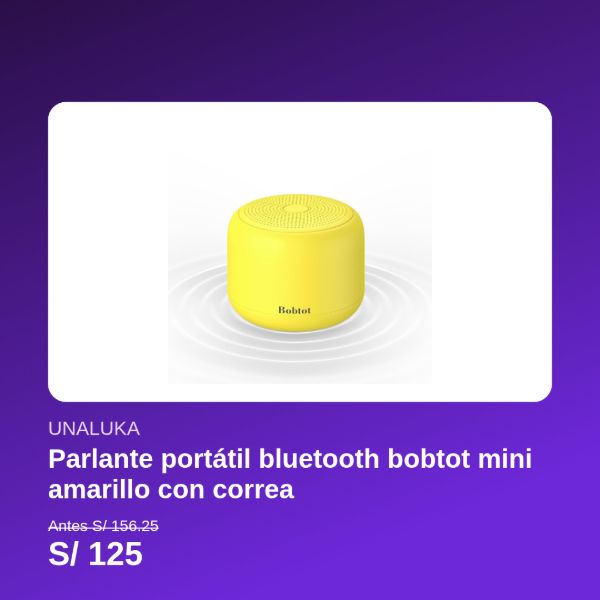 Bobtot
UNALUKA
Parlante portátil bluetooth bobtot mini
amarillo con correa
Antes S/ 156.25
S/ 125